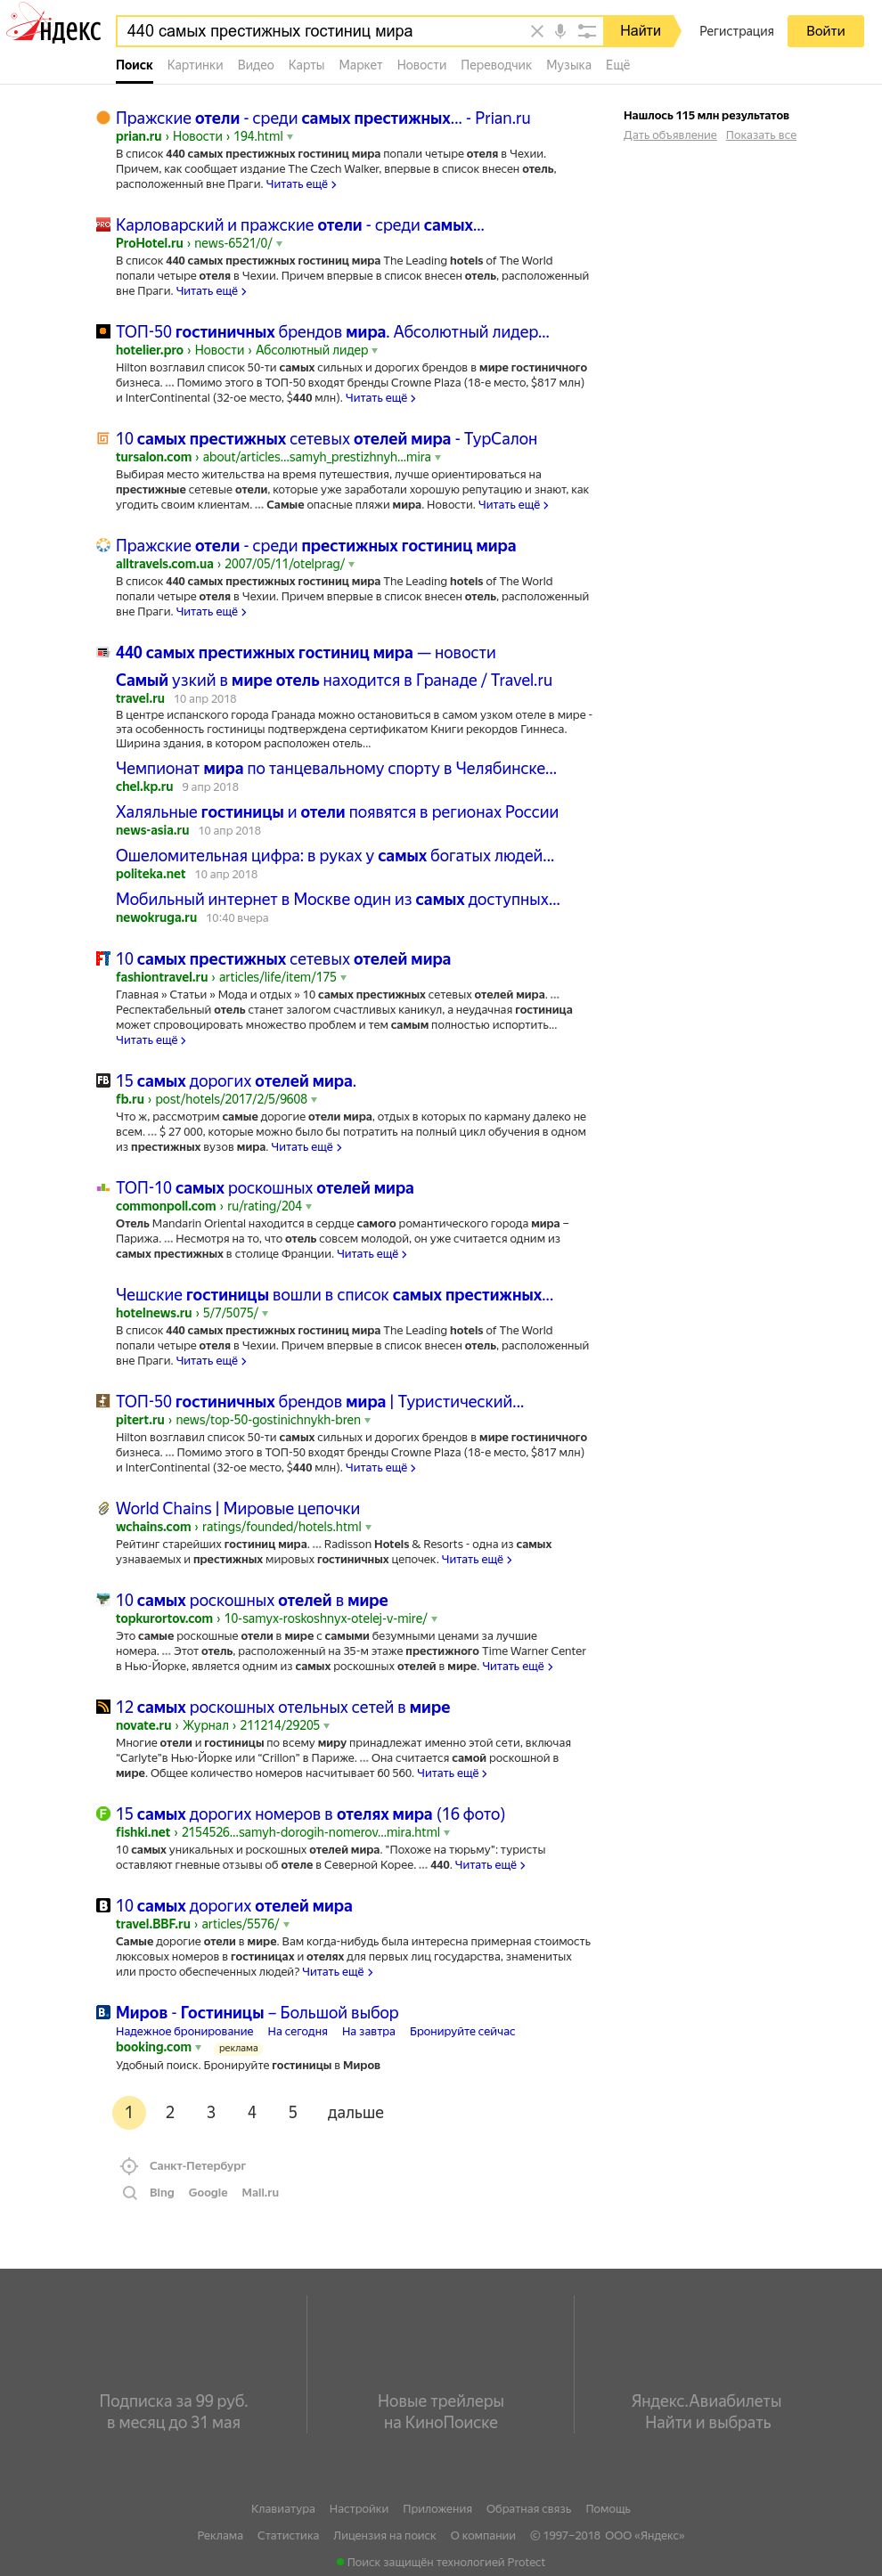 Яндекс
440 самых престижных гостиниц мира
Найти
Регистрация
Войти
Поиск Картинки Видео Карты Маркет Новости Переводчик Музыка Ещё
Пражские отели - среди самых престижных... - Prian.ru
prian.ru › Новости › 194.html
В список 440 самых престижных гостиниц мира попали четыре отеля в Чехии.
Причем, как сообщает издание The Czech Walker, впервые в список внесен отель,
расположенный вне Праги. Читать ещё
Нашлось 115 млн результатов
Дать объявление Показать все
PRO
Карловарский и пражские отели - среди самых...
ProHotel.ru › news-6521/0/
В список 440 самых престижных гостиниц мира The Leading hotels of The World
попали четыре отеля в Чехии. Причем впервые в список внесен отель, расположенный
вне Праги. Читать ещё
ТОП-50 гостиничных брендов мира. Абсолютный лидер...
hotelier.pro › Новости › Абсолютный лидер
Hilton возглавил список 50-ти самых сильных и дорогих брендов в мире гостиничного
бизнеса. ... Помимо этого в ТОП-50 входят бренды Crowne Plaza (18-е место, $817 млн)
и InterContinental (32-ое место, $440 млн). Читать ещё
10 самых престижных сетевых отелей мира - ТурСалон
tursalon.com › about/articles...samyh_prestizhnyh...mira
Выбирая место жительства на время путешествия, лучше ориентироваться на
престижные сетевые отели, которые уже заработали хорошую репутацию и знают, как
угодить своим клиентам. ... Самые опасные пляжи мира. Новости. Читать ещё
Пражские отели - среди престижных гостиниц мира
alltravels.com.ua › 2007/05/11/otelprag/
В список 440 самых престижных гостиниц мира The Leading hotels of The World
попали четыре отеля в Чехии. Причем впервые в список внесен отель, расположенный
вне Праги. Читать ещё
440 самых престижных гостиниц мира — новости
Самый узкий в мире отель находится в Гранаде / Travel.ru
travel.ru 10 апр 2018
В центре испанского города Гранада можно остановиться в самом узком отеле в мире -
эта особенность гостиницы подтверждена сертификатом Книги рекордов Гиннеса.
Ширина здания, в котором расположен отель...
Чемпионат мира по танцевальному спорту в Челябинске...
chel.kp.ru 9 апр 2018
Халяльные гостиницы и отели появятся в регионах России
news-asia.ru 10 апр 2018
Ошеломительная цифра: в руках у самых богатых людей...
politeka.net 10 апр 2018
Мобильный интернет в Москве один из самых доступных...
newokruga.ru 10:40 вчера
FT
10 самых престижных сетевых отелей мира
fashiontravel.ru › articles/life/item/175
Главная » Статьи » Мода и отдых » 10 самых престижных сетевых отелей мира. ...
Респектабельный отель станет залогом счастливых каникул, а неудачная гостиница
может спровоцировать множество проблем и тем самым полностью испортить...
Читать ещё
FB
15 самых дорогих отелей мира.
fb.ru › post/hotels/2017/2/5/9608
Что ж, рассмотрим самые дорогие отели мира, отдых в которых по карману далеко не
всем. ... $ 27 000, которые можно было бы потратить на полный цикл обучения в одном
из престижных вузов мира. Читать ещё
ТОП-10 самых роскошных отелей мира
commonpoll.com › ru/rating/204
Отель Mandarin Oriental находится в сердце самого романтического города мира –
Парижа. ... Несмотря на то, что отель совсем молодой, он уже считается одним из
самых престижных в столице Франции. Читать ещё
Чешские гостиницы вошли в список самых престижных...
hotelnews.ru › 5/7/5075/
В список 440 самых престижных гостиниц мира The Leading hotels of The World
попали четыре отеля в Чехии. Причем впервые в список внесен отель, расположенный
вне Праги. Читать ещё
ТОП-50 гостиничных брендов мира | Туристический...
pitert.ru › news/top-50-gostinichnykh-bren
Hilton возглавил список 50-ти самых сильных и дорогих брендов в мире гостиничного
бизнеса. ... Помимо этого в ТОП-50 входят бренды Crowne Plaza (18-е место, $817 млн)
и InterContinental (32-ое место, $440 млн). Читать ещё
World Chains | Мировые цепочки
wchains.com › ratings/founded/hotels.html
Рейтинг старейших гостиниц мира. ... Radisson Hotels & Resorts - одна из самых
узнаваемых и престижных мировых гостиничных цепочек. Читать ещё
10 самых роскошных отелей в мире
topkurortov.com › 10-samyx-roskoshnyx-otelej-v-mire/
Это самые роскошные отели в мире с самыми безумными ценами за лучшие
номера. ... Этот отель, расположенный на 35-м этаже престижного Time Warner Center
в Нью-Йорке, является одним из самых роскошных отелей в мире. Читать ещё
12 самых роскошных отельных сетей в мире
novate.ru › Журнал › 211214/29205
Многие отели и гостиницы по всему миру принадлежат именно этой сети, включая
“Carlyte”в Нью-Йорке или “Crillon” в Париже. ... Она считается самой роскошной в
мире. Общее количество номеров насчитывает 60 560. Читать ещё
F
15 самых дорогих номеров в отелях мира (16 фото)
fishki.net › 2154526...samyh-dorogih-nomerov...mira.html
10 самых уникальных и роскошных отелей мира. "Похоже на тюрьму": туристы
оставляют гневные отзывы об отеле в Северной Корее. ... 440. Читать ещё
B
10 самых дорогих отелей мира
travel.BBF.ru › articles/5576/
Самые дорогие отели в мире. Вам когда-нибудь была интересна примерная стоимость
люксовых номеров в гостиницах и отелях для первых лиц государства, знаменитых
или просто обеспеченных людей? Читать ещё
B.
Миров - Гостиницы – Большой выбор
Надежное бронирование На сегодня На завтра Бронируйте сейчас
booking.com реклама
Удобный поиск. Бронируйте гостиницы в Миров
1 2 3 4 5 дальше
Санкт-Петербург
Bing Google Mail.ru
Подписка за 99 руб.
в месяц до 31 мая
Новые трейлеры
на КиноПоиске
Яндекс.Авиабилеты
Найти и выбрать
Клавиатура Настройки Приложения Обратная связь Помощь
Реклама Статистика Лицензия на поиск О компании © 1997–2018 ООО «Яндекс»
Поиск защищён технологией Protect